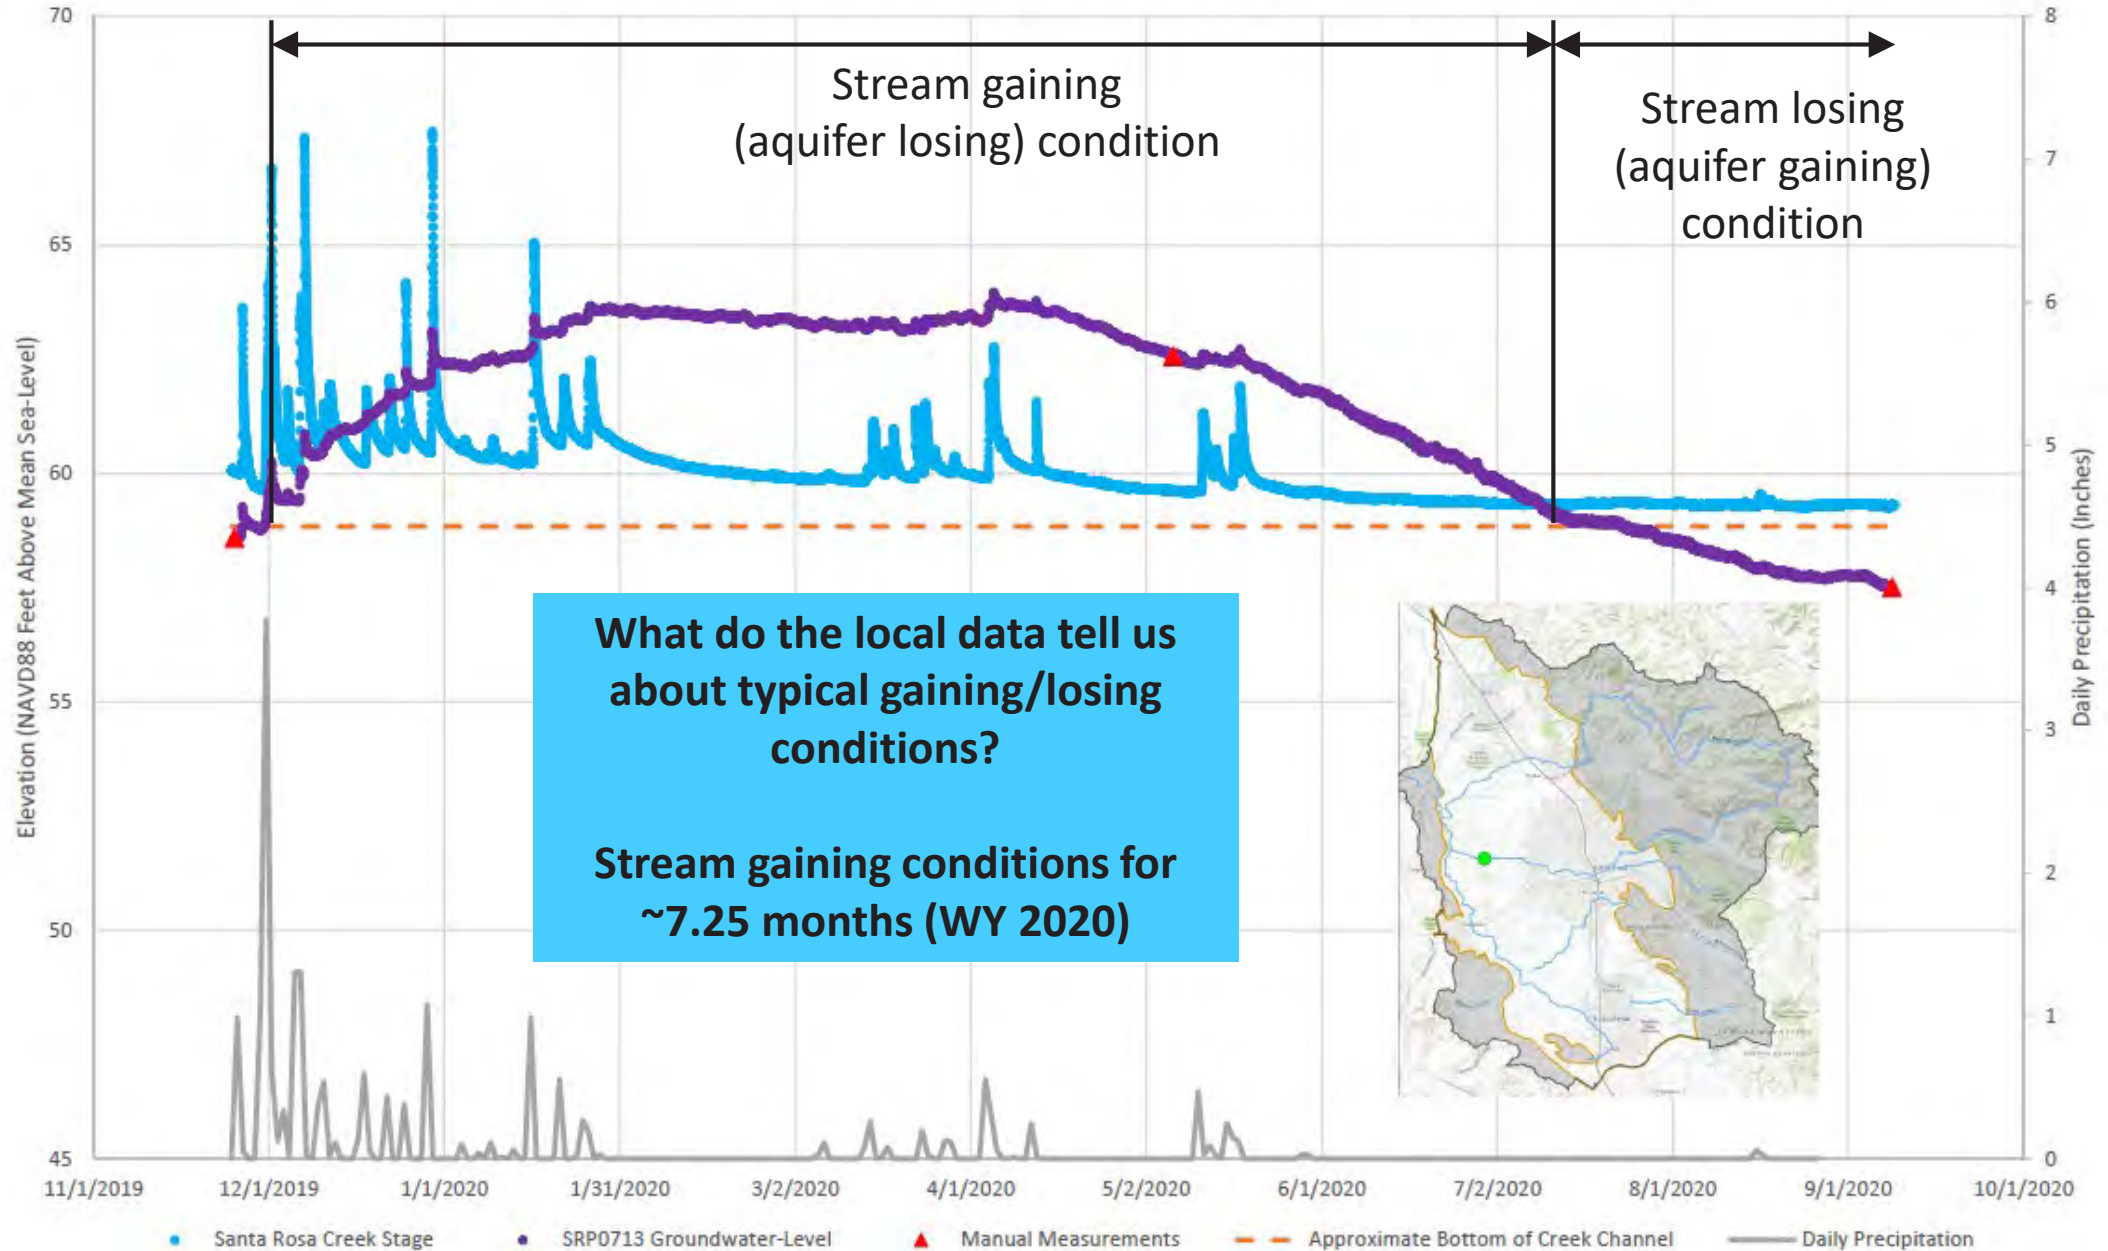 70
8
Stream gaining
(aquifer losing) condition
Stream losing
(aquifer gaining)
condition
7
65
6
60
5
55
4
50
3
45
2
1
0
Elevation (NAVD88 Feet Above Mean Sea-Level)
Daily Precipitation (Inches)
What do the local data tell us
about typical gaining/losing
conditions?
Stream gaining conditions for
~7.25 months (WY 2020)
11/1/2019 12/1/2019 1/1/2020 1/31/2020 3/2/2020 4/1/2020 5/2/2020 6/1/2020 7/2/2020 8/1/2020 9/1/2020 10/1/2020
Santa Rosa Creek Stage SRP0713 Groundwater-Level Manual Measurements Approximate Bottom of Creek Channel Daily Precipitation